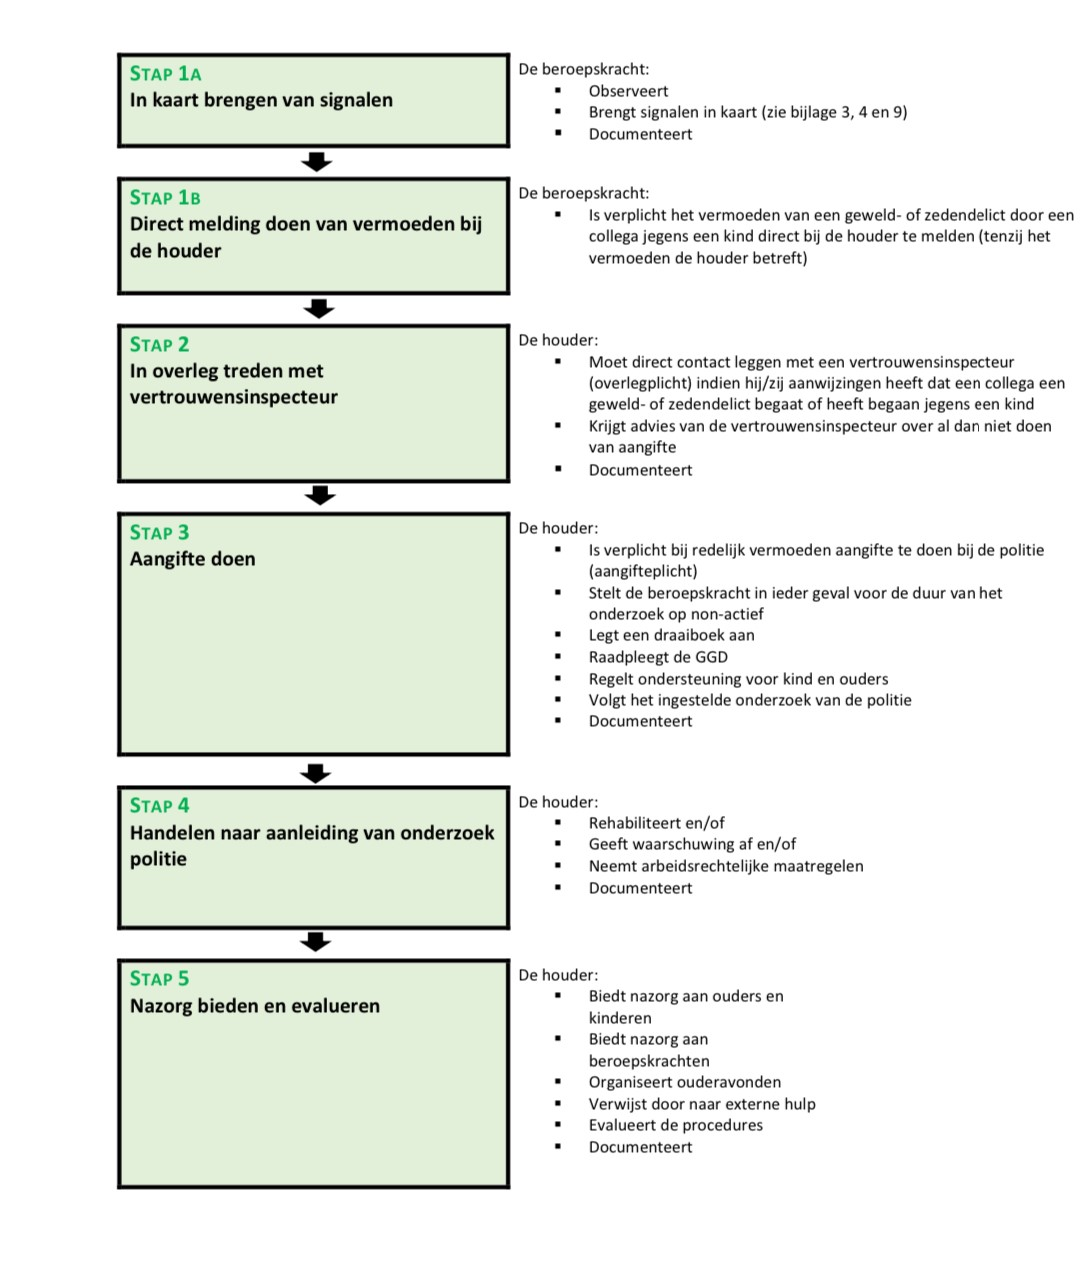 STAP 1A
In kaart brengen van signalen
De beroepskracht:
▪ Observeert
▪ Brengt signalen in kaart (zie bijlage 3, 4 en 9)
▪ Documenteert
STAP 1B
Direct melding doen van vermoeden bij
de houder
De beroepskracht:
▪ Is verplicht het vermoeden van een geweld- of zedendelict door een
collega jegens een kind direct bij de houder te melden (tenzij het
vermoeden de houder betreft)
STAP 2
In overleg treden met
vertrouwensinspecteur
De houder:
▪ Moet direct contact leggen met een vertrouwensinspecteur
(overlegplicht) indien hij/zij aanwijzingen heeft dat een collega een
geweld- of zedendelict begaat of heeft begaan jegens een kind
▪ Krijgt advies van de vertrouwensinspecteur over al dan niet doen
van aangifte
▪ Documenteert
STAP 3
Aangifte doen
De houder:
▪ Is verplicht bij redelijk vermoeden aangifte te doen bij de politie
(aangifteplicht)
▪ Stelt de beroepskracht in ieder geval voor de duur van het
onderzoek op non-actief
▪ Legt een draaiboek aan
▪ Raadpleegt de GGD
▪ Regelt ondersteuning voor kind en ouders
▪ Volgt het ingestelde onderzoek van de politie
▪ Documenteert
STAP 4
Handelen naar aanleiding van onderzoek
politie
De houder:
▪ Rehabiliteert en/of
▪ Geeft waarschuwing af en/of
▪ Neemt arbeidsrechtelijke maatregelen
▪ Documenteert
STAP 5
Nazorg bieden en evalueren
De houder:
▪ Biedt nazorg aan ouders en
kinderen
▪ Biedt nazorg aan
beroepskrachten
▪ Organiseert ouderavonden
▪ Verwijst door naar externe hulp
▪ Evalueert de procedures
▪ Documenteert